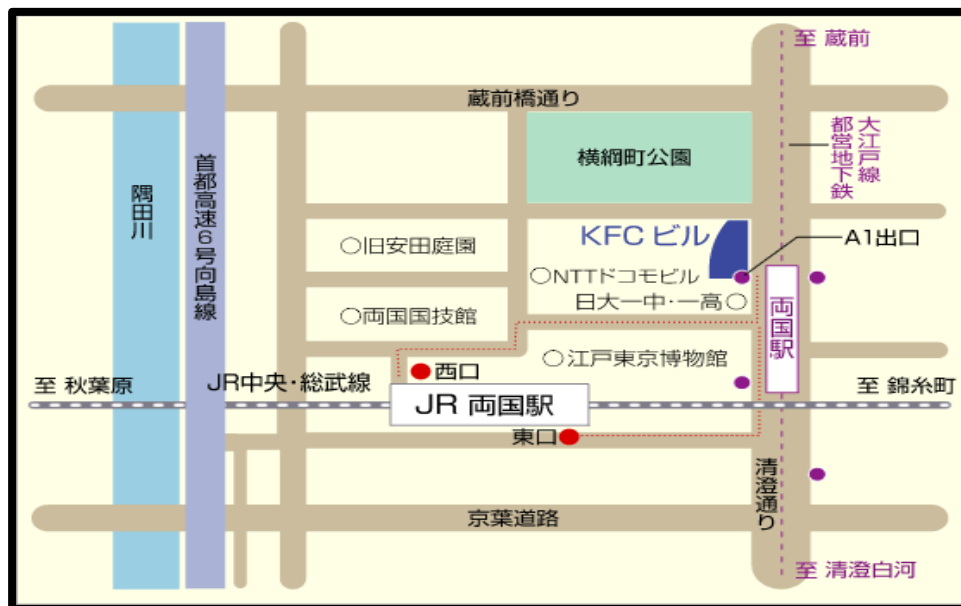 至 蔵前
蔵前橋通り
大江戸線
都営地下鉄
横綱町公園
隅田川
首都高速6号向島線
○旧安田庭園
KFC ビル
A1出口
○NTTドコモビル
日大一中・一高○
○両国国技館
両国駅
○江戸東京博物館
西口
至 秋葉原
JR中央・総武線
JR 両国駅
至 錦糸町
東口
清澄通り
京葉道路
至 清澄白河